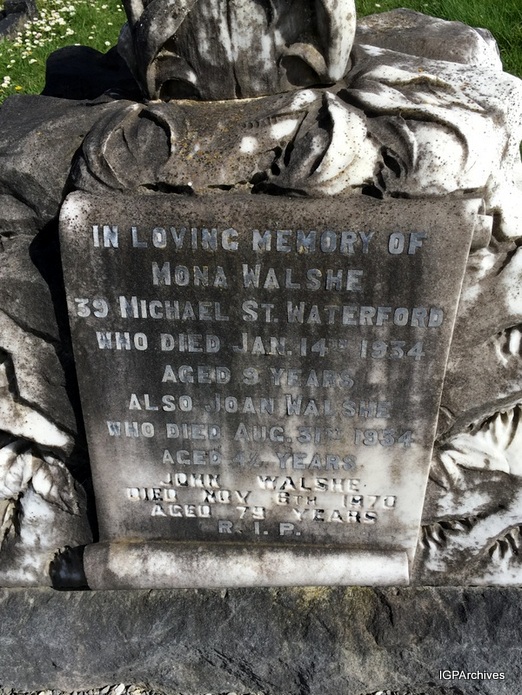 IN LOVING MEMORY OF
MONA WALSHE
39 MICHAEL ST. WATERFORD
WHO DIED JAN. 14TH 1934
AGED 9 YEARS
ALSO JOAN WALSHE
WHO DIED AUG. 31ST 1934
AGED 4½ YEARS.
JOHN WALSHE
DIED NOV 6TH 1970
AGED 79 YEARS
R.I.P.
IGPArchives